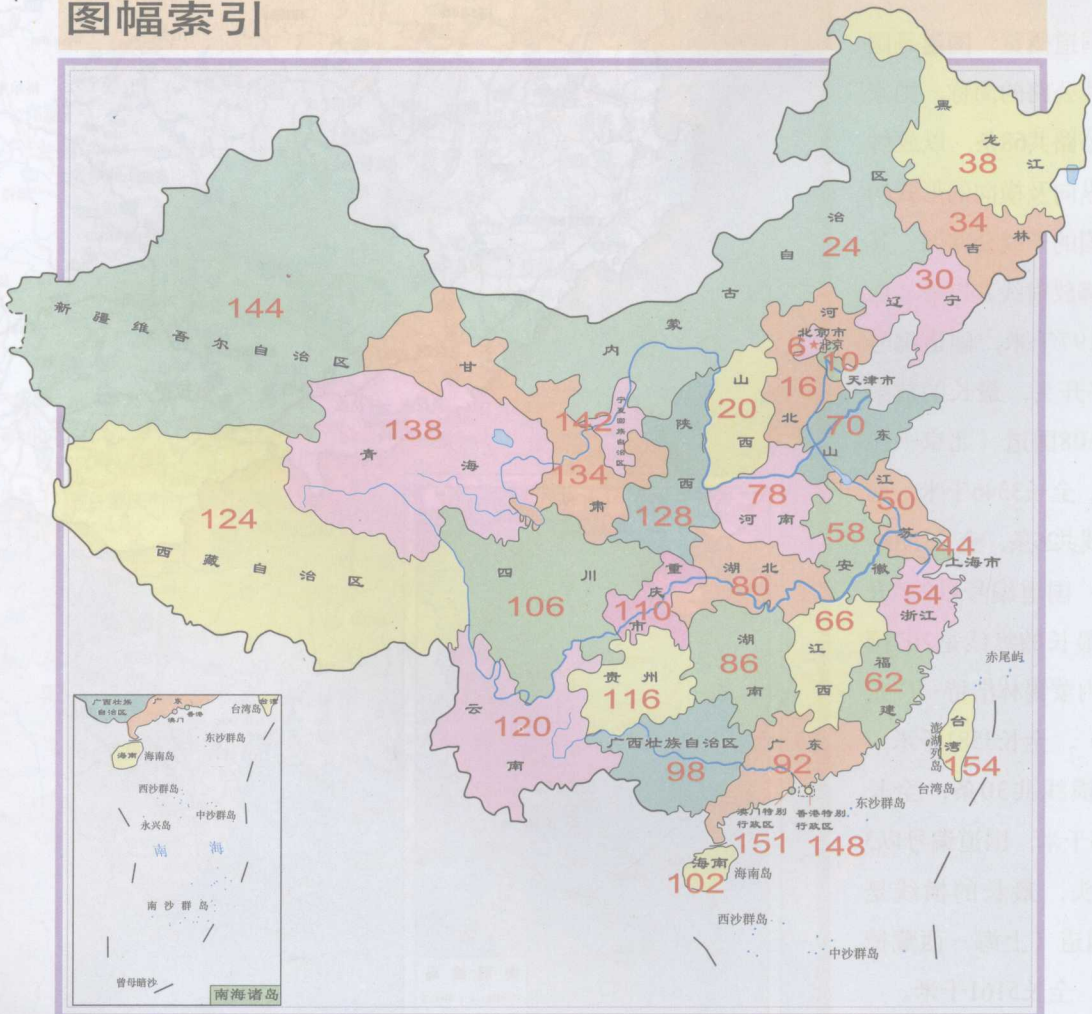 图幅索引
黑龙江
38
吉林
34
辽宁
30
内蒙古自治区
24
新疆维吾尔自治区
144
甘肃
134
宁夏回族自治区
142
青海
138
西藏自治区
124
河北
16
北京市
北京
6
天津市
10
山西
20
陕西
128
山东
70
河南
78
江苏
50
安徽
58
上海市
44
浙江
54
湖北
80
重庆市
110
四川
106
湖南
86
江西
66
福建
62
贵州
116
云南
120
广西壮族自治区
98
广东
92
澳门特别
行政区
151
香港特别
行政区
148
海南
102
海南岛
台湾
154
台湾岛
澎湖列岛
赤尾屿
东沙群岛
西沙群岛
中沙群岛
广西壮族
自治区
广东
澳门
香港
台湾
台湾岛
东沙群岛
海南
海南岛
西沙群岛
中沙群岛
永兴岛
南海
南沙群岛
曾母暗沙
南海诸岛